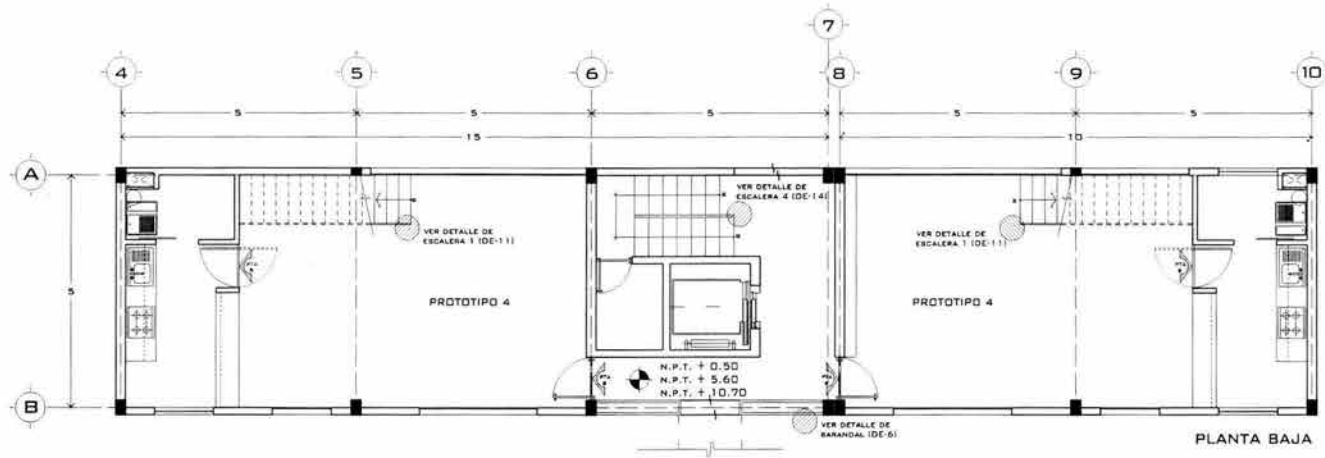 7
4
5
6
8
9
10
5
5
5
5
5
15
10
A
5
B
VER DETALLE DE
ESCALERA 1 (DE-11)
VER DETALLE DE
ESCALERA 4 (DE-14)
VER DETALLE DE
ESCALERA 1 (DE-11)
PROTOTIPO 4
PROTOTIPO 4
N.P.T. + 0.50
N.P.T. + 5.60
N.P.T. + 10.70
VER DETALLE DE
BARANDAL (DE-6)
PLANTA BAJA